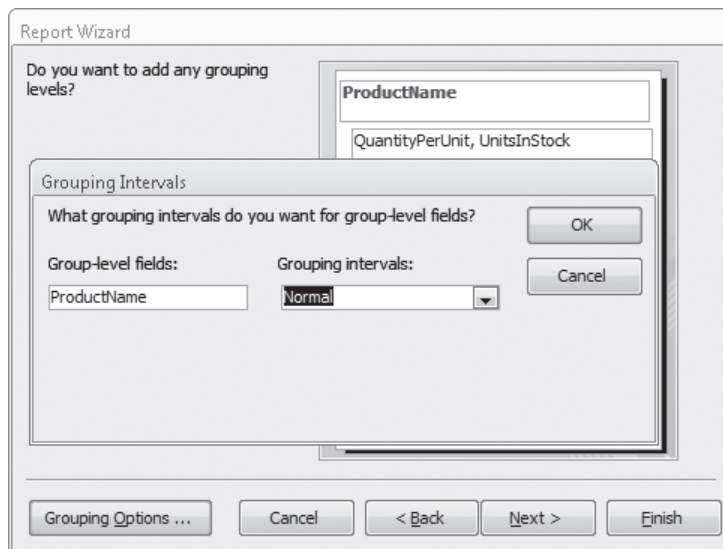 Report Wizard
Do you want to add any grouping
levels?
ProductName
QuantityPerUnit, UnitsInStock
Grouping Intervals
What grouping intervals do you want for group-level fields?
OK
Group-level fields:
Grouping intervals:
Cancel
ProductName
Normal
Grouping Options ...
Cancel
< Back
Next >
Finish